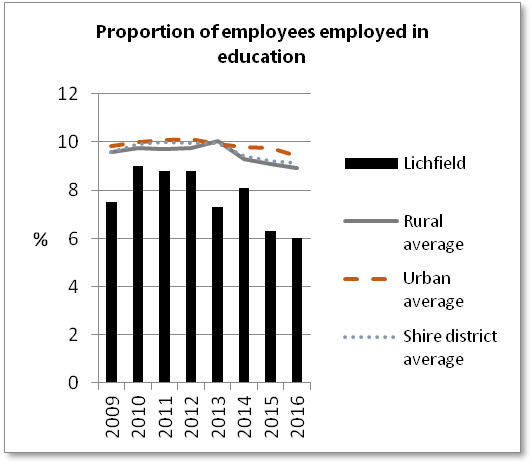 Proportion of employees employed in
education
12
10
8
6
4
2
0
%
2009
2010
2011
2012
2013
2014
2015
2016
Lichfield
Rural
average
Urban
average
Shire district
average